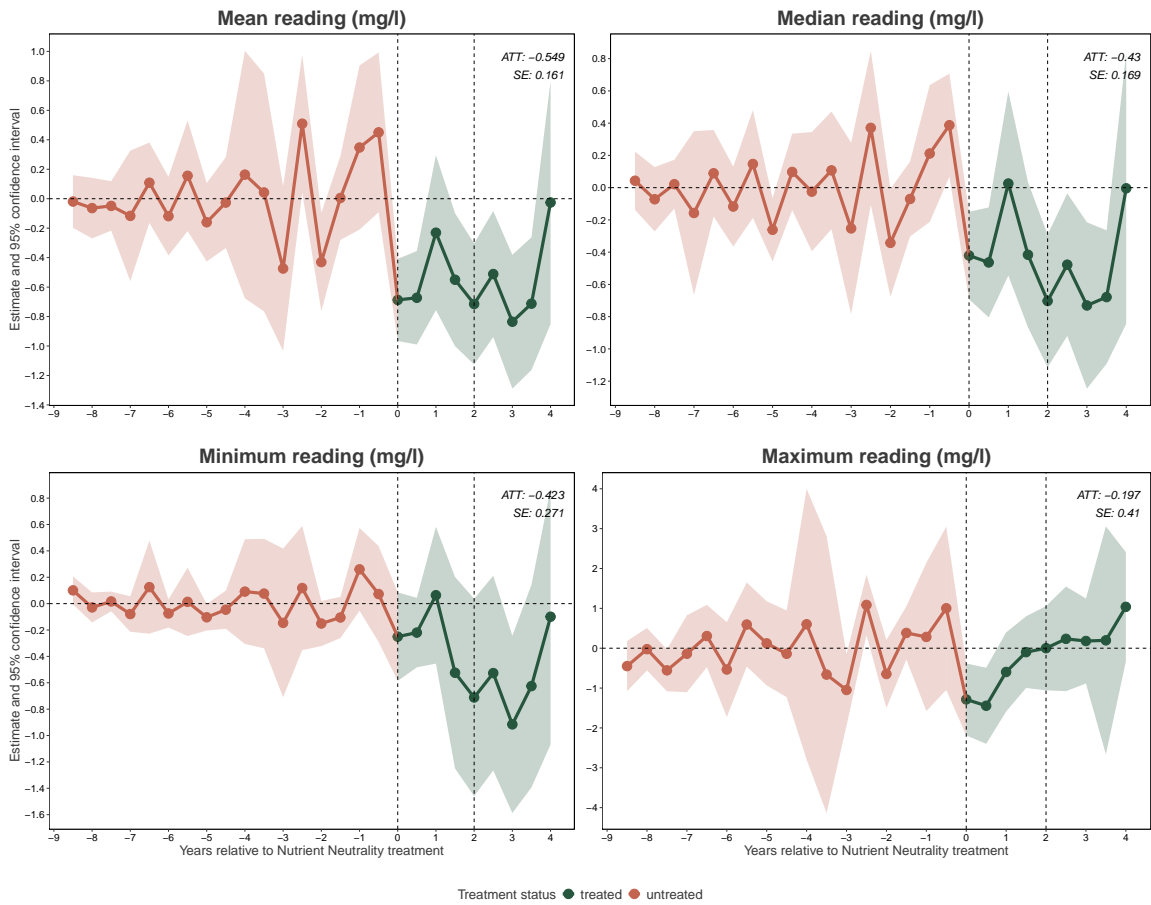 Mean reading (mg/l)
Median reading (mg/l)
Estimate and 95% confidence interval
1.0
0.8
0.6
0.4
0.2
0.0
−0.2
−0.4
−0.6
−0.8
−1.0
−1.2
−1.4
ATT: −0.549
SE: 0.161
−9 −8 −7 −6 −5 −4 −3 −2 −1 0 1 2 3 4
0.8
0.6
0.4
0.2
0.0
−0.2
−0.4
−0.6
−0.8
−1.0
−1.2
ATT: −0.43
SE: 0.169
−9 −8 −7 −6 −5 −4 −3 −2 −1 0 1 2 3 4
Minimum reading (mg/l)
Maximum reading (mg/l)
Estimate and 95% confidence interval
0.8
0.6
0.4
0.2
0.0
−0.2
−0.4
−0.6
−0.8
−1.0
−1.2
−1.4
−1.6
ATT: −0.423
SE: 0.271
−9 −8 −7 −6 −5 −4 −3 −2 −1 0 1 2 3 4
Years relative to Nutrient Neutrality treatment
4
3
2
1
0
−1
−2
−3
−4
ATT: −0.197
SE: 0.41
−9 −8 −7 −6 −5 −4 −3 −2 −1 0 1 2 3 4
Years relative to Nutrient Neutrality treatment
Treatment status treated untreated